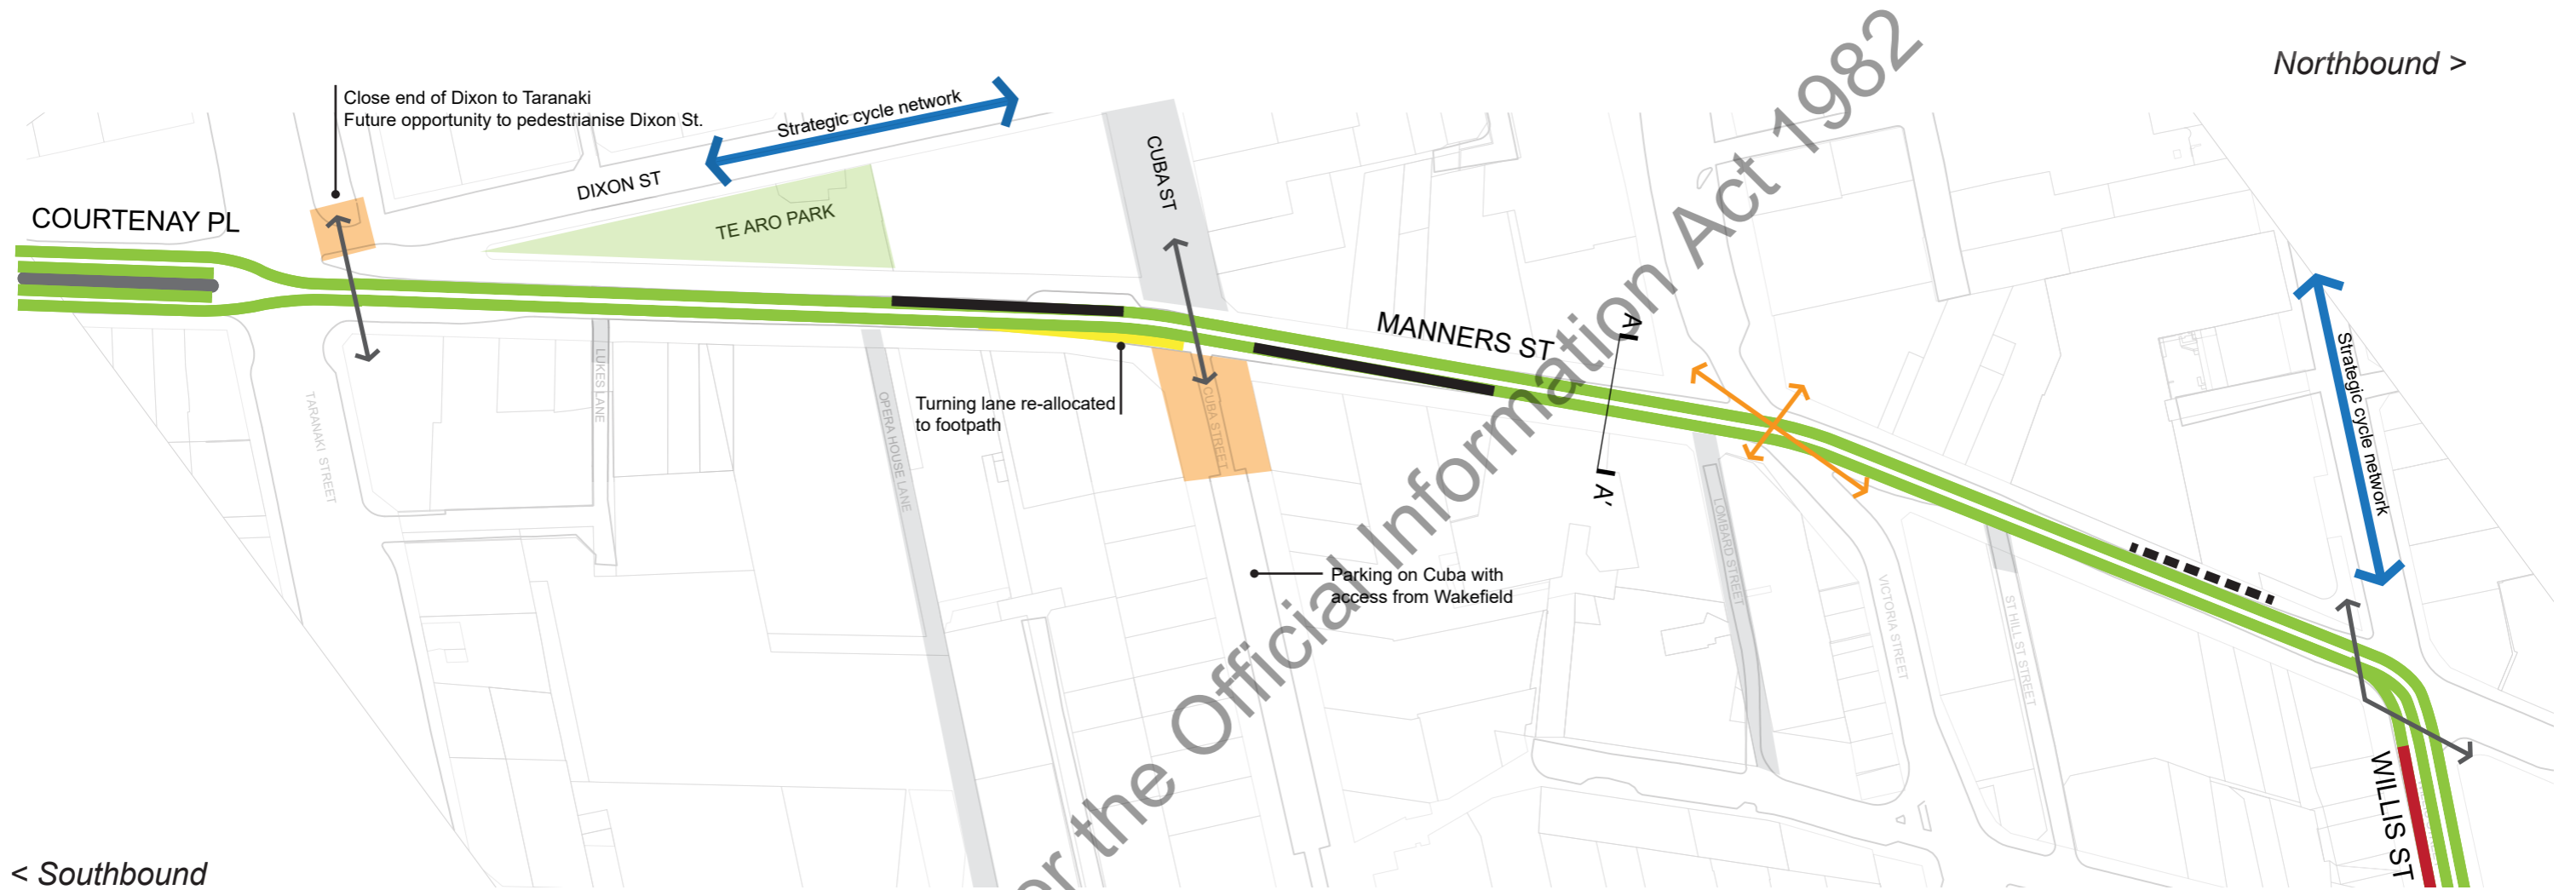 Northbound >
Close end of Dixon to Taranaki
Future opportunity to pedestrianise Dixon St.
Strategic cycle network
CUBA ST
DIXON ST
COURTENAY PL
TE ARO PARK
MANNERS ST
A
A'
Strategic cycle network
LUKES LANE
TARANAKI STREET
OPERA HOUSE LANE
Turning lane re-allocated
to footpath
CUBA STREET
Parking on Cuba with
access from Wakefield
LOMBARD STREET
VICTORIA STREET
ST HILL ST STREET
WILLIS ST
< Southbound
or the Official Information Act 1982